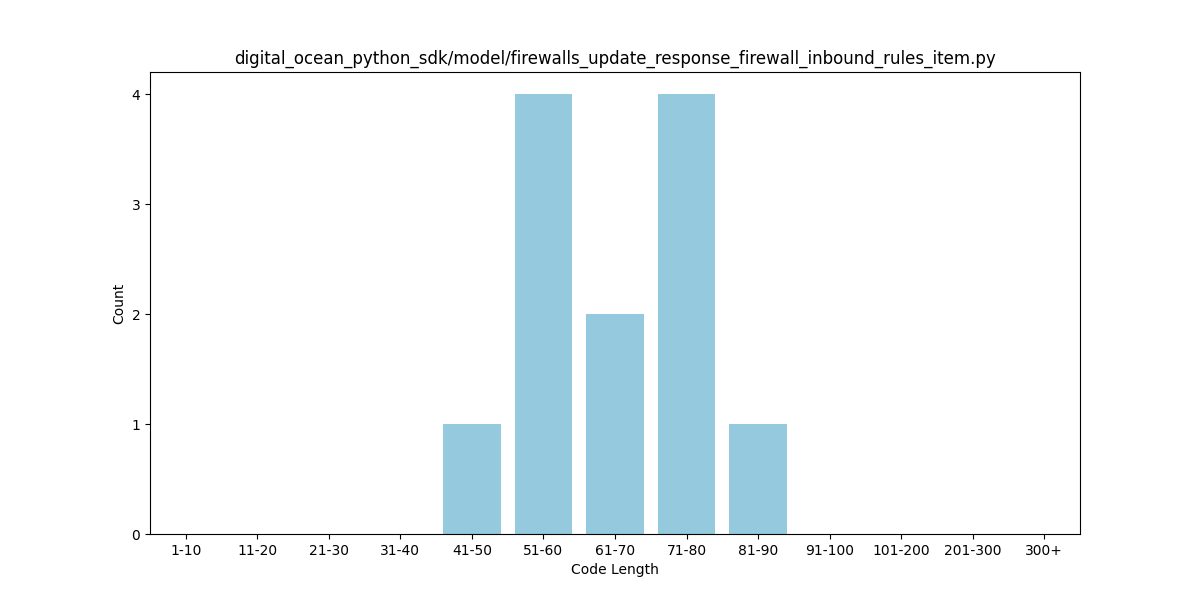 digital_ocean_python_sdk/model/firewalls_update_response_firewall_inbound_rules_item.py
4
3
2
1
0
Count
1-10 11-20 21-30 31-40 41-50 51-60 61-70 71-80 81-90 91-100 101-200 201-300 300+
Code Length